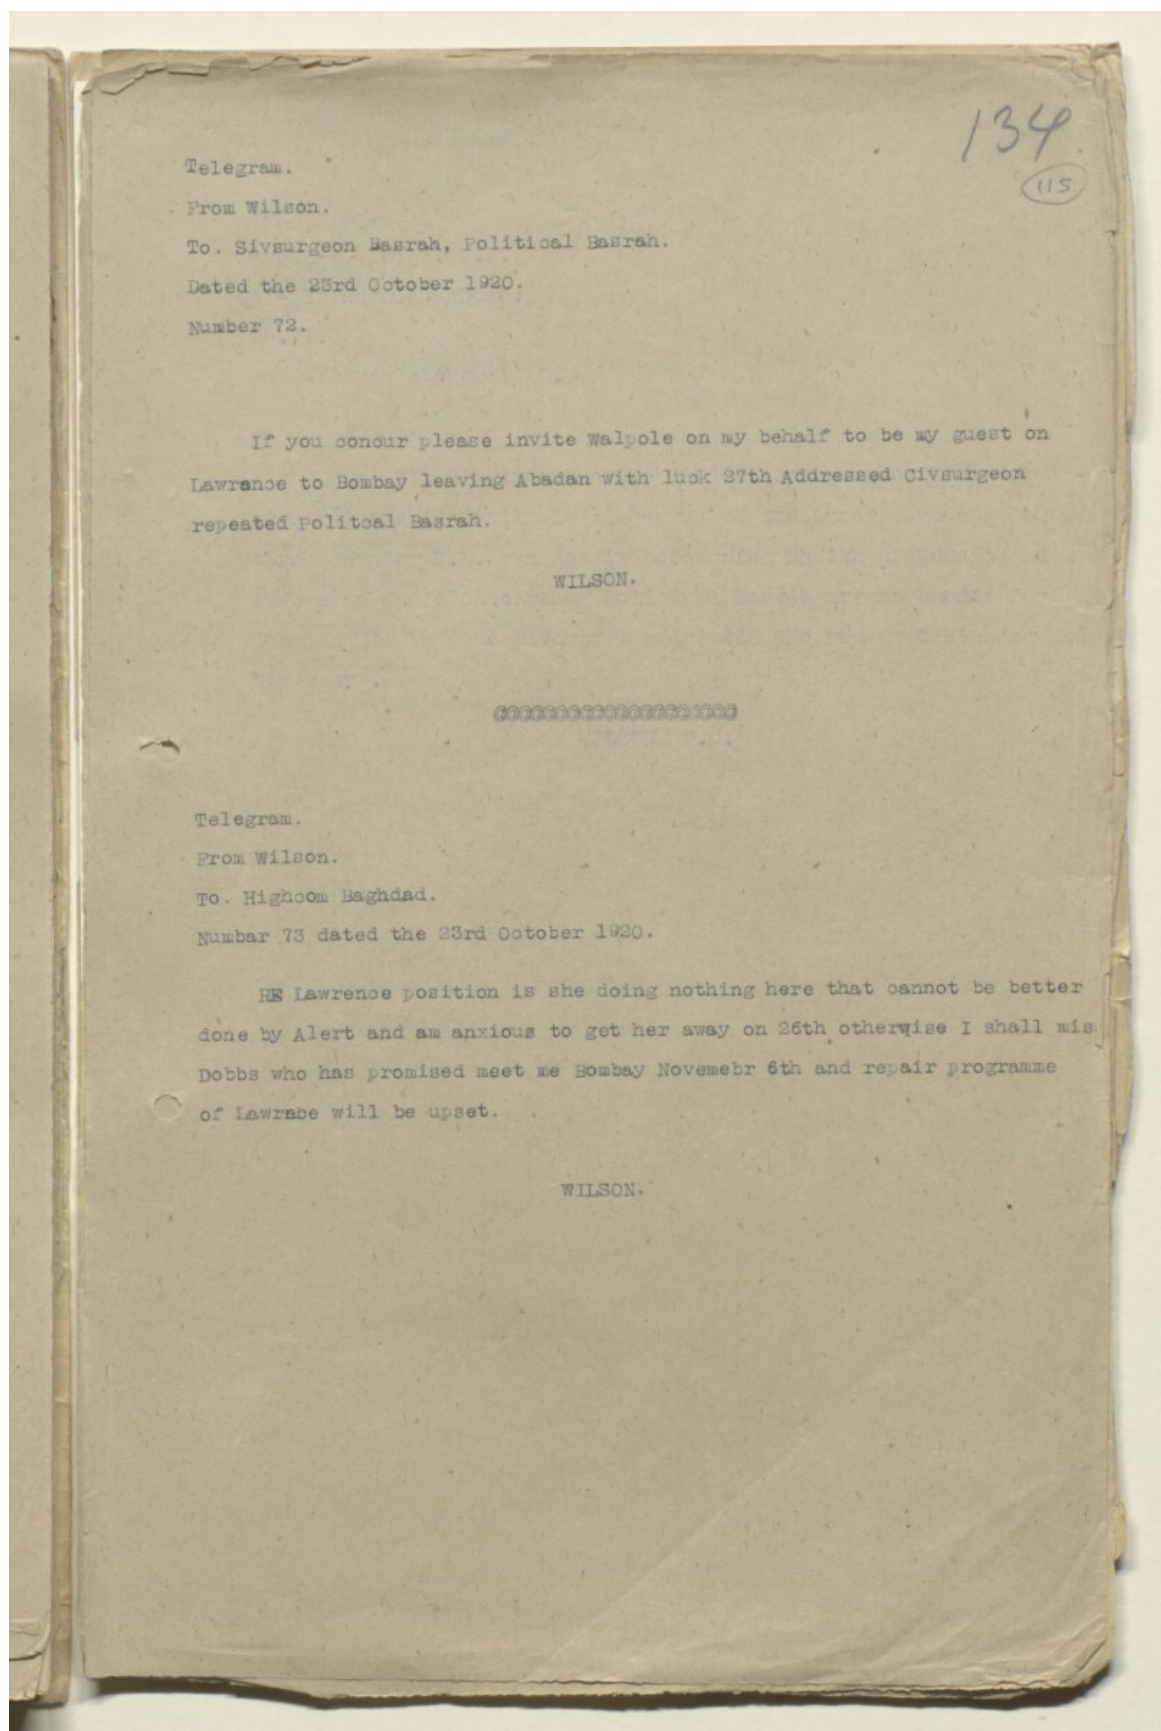 134
115
Telegram.
From Wilson.
To. Sivsurgeon Basrah, Political Basrah.
Dated the 23rd October 1920.
Number 72.
If you concur please invite Walpole on my behalf to be my guest on
Lawrance to Bombay leaving Abadan with luck 27th Addressed Civsurgeon
repeated Politcal Basrah.
WILSON.
Telegram.
From Wilson.
To. Highcom Baghdad.
Numbar 73 dated the 23rd October 1920.
RE Lawrence position is she doing nothing here that cannot be better
done by Alert and am anxious to get her away on 26th otherwise I shall mis
Dobbs who has promised meet me Bombay Novemebr 6th and repair programme
of Lawrabe will be upset.
WILSON.